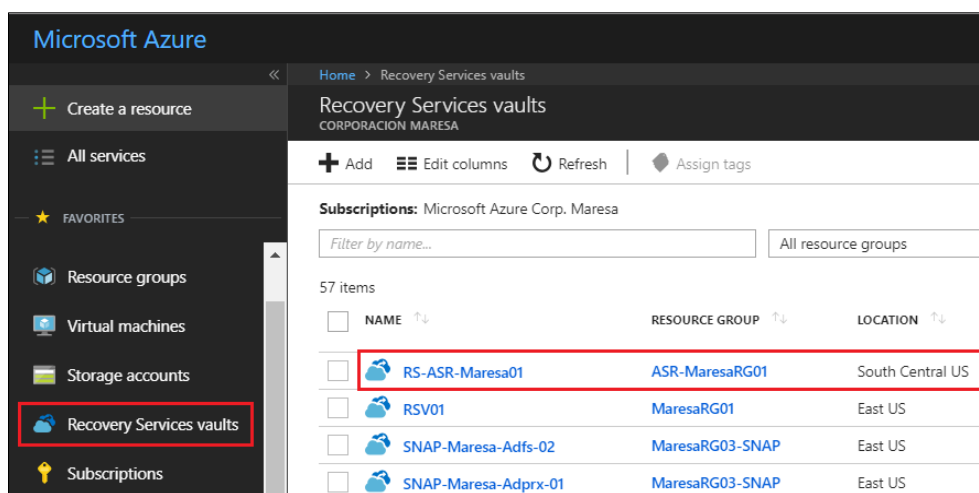 Microsoft Azure
«
Home > Recovery Services vaults
Create a resource
Recovery Services vaults
CORPORACION MARESA
All services
Add Edit columns Refresh Assign tags
FAVORITES
Subscriptions: Microsoft Azure Corp. Maresa
Filter by name... All resource groups
Resource groups
57 items
Virtual machines
NAME RESOURCE GROUP LOCATION
Storage accounts
RS-ASR-Maresa01 ASR-MaresaRG01 South Central US
Recovery Services vaults
RSV01 MaresaRG01 East US
SNAP-Maresa-Adfs-02 MaresaRG03-SNAP East US
Subscriptions
SNAP-Maresa-Adprx-01 MaresaRG03-SNAP East US